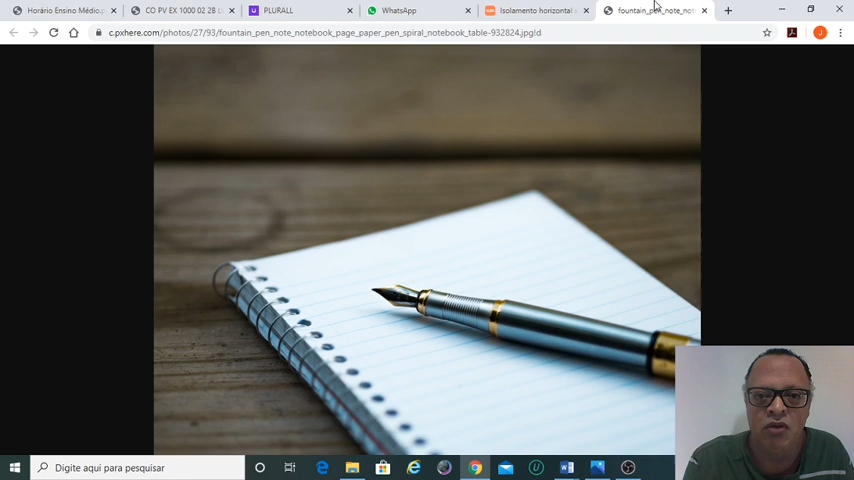 Horário Ensino Médio.p
CO PV EX 1000 02 2B L
PLURALL
WhatsApp
Isolamento horizontal
fountain_pen_note_not
c.pxhere.com/photos/27/93/fountain_pen_note_notebook_page_paper_pen_spiral_notebook_table-932824.jpg!d
J
Digite aqui para pesquisar